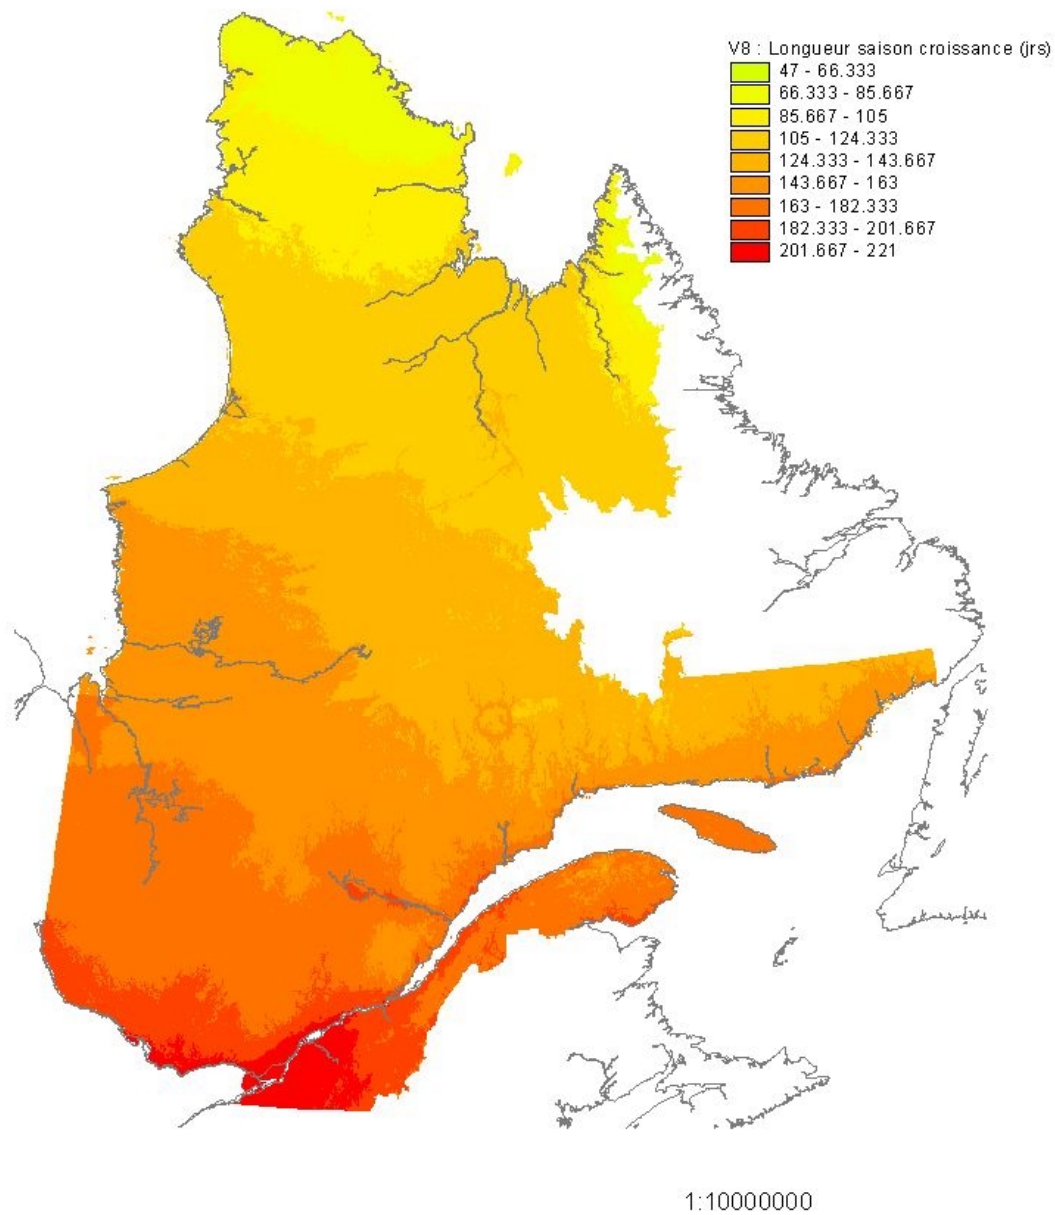 V8 : Longueur saison croissance (jrs)
47 - 66.333
66.333 - 85.667
85.667 - 105
105 - 124.333
124.333 - 143.667
143.667 - 163
163 - 182.333
182.333 - 201.667
201.667 - 221
1:10000000